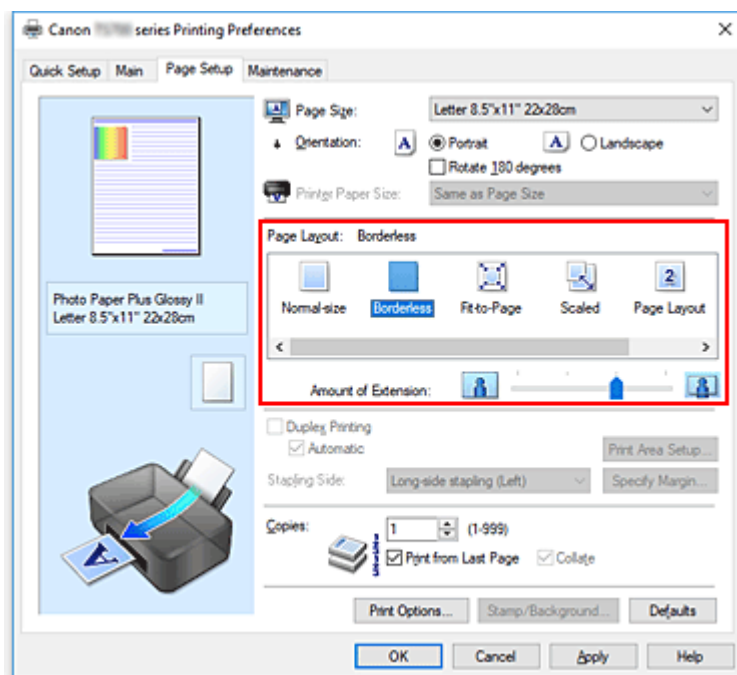 Canon series Printing Preferences
Quick Setup Main Page Setup Maintenance
Page Size: Letter 8.5"x11" 22x28cm
Orientation: A Portrait A Landscape
Rotate 180 degrees
Printer Paper Size: Same as Page Size
Page Layout: Borderless
Normal-size Borderless Fit-to-Page Scaled 2 Page Layout
Photo Paper Plus Glossy II
Letter 8.5"x11" 22x28cm
Amount of Extension:
Duplex Printing
Automatic Print Area Setup...
Stapling Side: Long-side stapling (Left) Specify Margin...
Copies: 1 (1-999)
Print from Last Page Collate
A
Print Options... Stamp/Background... Defaults
OK Cancel Apply Help